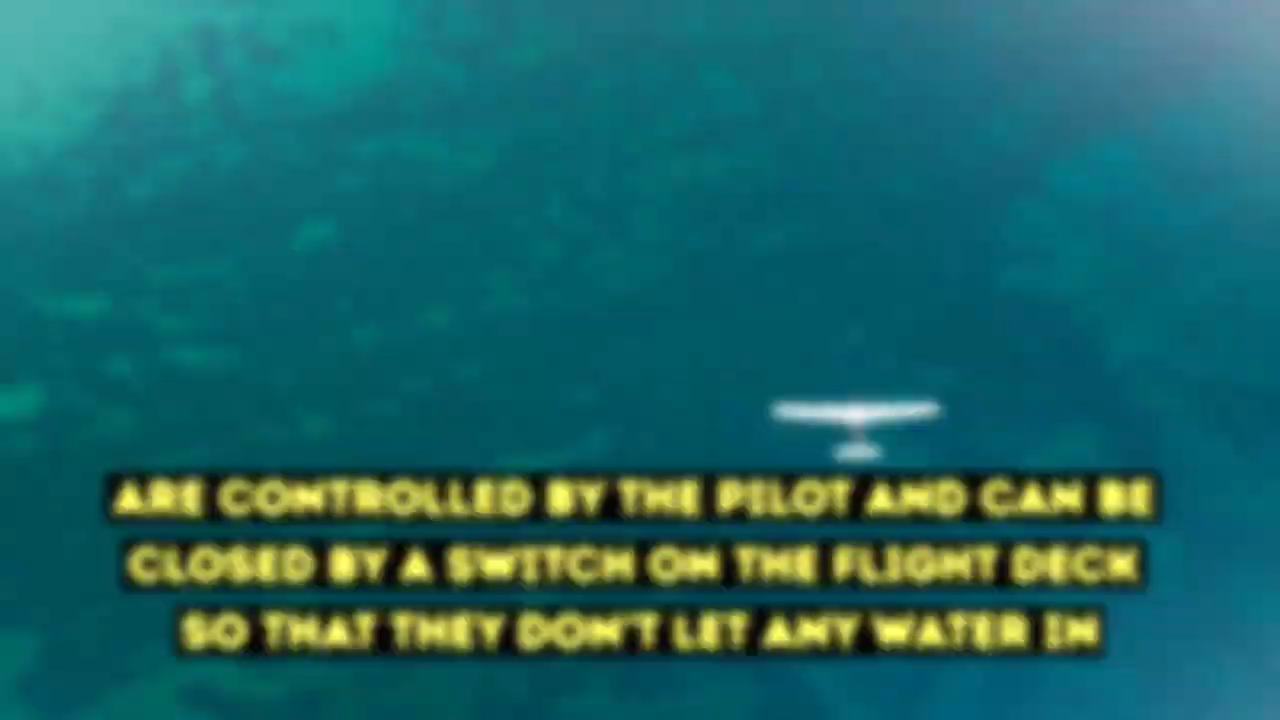 ARE CONTROLLED BY THE PILOT AND CAN BE
CLOSED BY A SWITCH ON THE FLIGHT DECK
SO THAT THEY DON'T LET ANY WATER IN